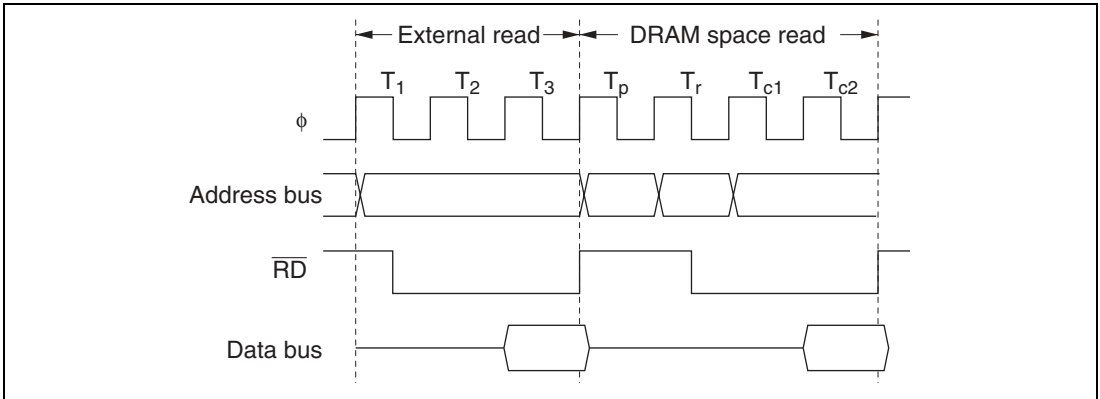 External read DRAM space read
T1 T2 T3 Tp Tr Tc1 Tc2
φ
Address bus
RD
Data bus